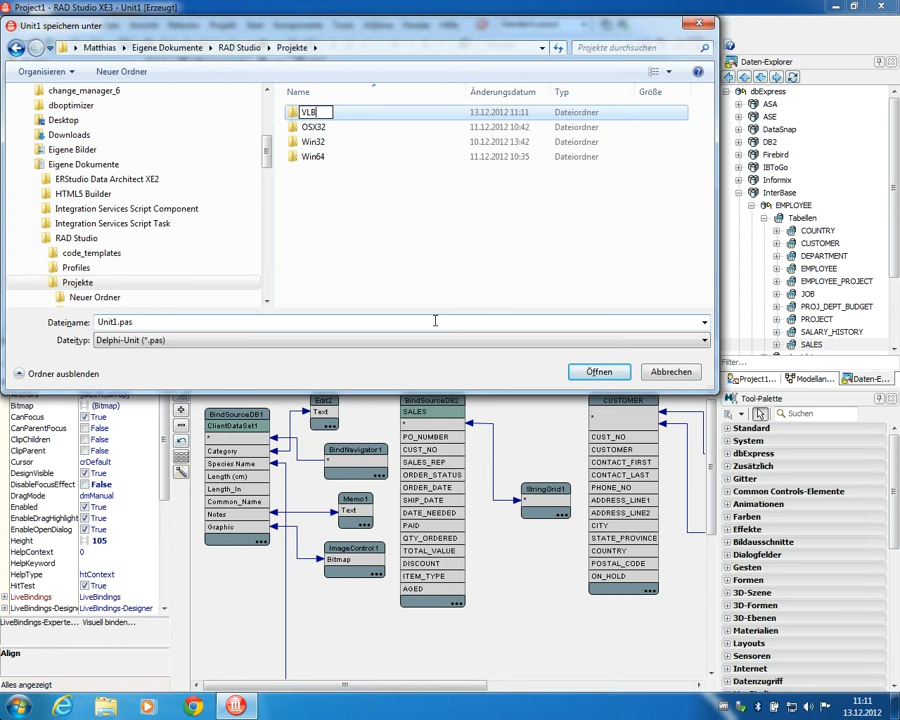 Project1 - RAD Studio XE3 - Unit1 [Erzeugt]
Unit1 speichern unter
Matthias
Eigene Dokumente
RAD Studio
Projekte
Projekte durchsuchen
Organisieren
Neuer Ordner
change_manager_6
dboptimizer
Desktop
Downloads
Eigene Bilder
Eigene Dokumente
ERStudio Data Architect XE2
HTML5 Builder
Integration Services Script Component
Integration Services Script Task
RAD Studio
code_templates
Profiles
Projekte
Neuer Ordner
Name
Änderungsdatum
Typ
Größe
VLB
13.12.2012 11:11
Dateiordner
OSX32
11.12.2012 10:42
Dateiordner
Win32
10.12.2012 13:42
Dateiordner
Win64
11.12.2012 10:35
Dateiordner
Dateiname:
Unit1.pas
Dateityp:
Delphi-Unit (*.pas)
Ordner ausblenden
Öffnen
Abbrechen
Daten-Explorer
dbExpress
ASA
ASE
DataSnap
DB2
Firebird
IBToGo
Informix
InterBase
EMPLOYEE
Tabellen
COUNTRY
CUSTOMER
DEPARTMENT
EMPLOYEE
EMPLOYEE_PROJECT
JOB
PROJ_DEPT_BUDGET
PROJECT
SALARY_HISTORY
SALES
Filter...
Project1...
Modellan...
Daten-E...
Tool-Palette
Suchen
Standard
System
dbExpress
Zusätzlich
Gitter
Common Controls-Elemente
Animationen
Farben
Effekte
Bildausschnitte
Dialogfelder
Gesten
Formen
3D-Szene
3D-Formen
3D-Ebenen
Materialien
Layouts
Sensoren
Internet
Datenzugriff
Bitmap
(Bitmap)
CanFocus
True
CanParentFocus
False
ClipChildren
False
ClipParent
False
Cursor
crDefault
DesignVisible
True
DisableFocusEffect
False
DragMode
dmManual
Enabled
True
EnableDragHighlight
True
EnableOpenDialog
True
Height
105
HelpContext
0
HelpKeyword
HelpType
htContext
HitTest
True
LiveBindings
LiveBindings
LiveBindings-Designer
LiveBindings-Designer
LiveBindings-Experte...
Visuell binden...
Align
Alles angezeigt
BindSourceDB1
ClientDataSet1
*
Category
Species Name
Length (cm)
Length_In
Common_Name
Notes
Graphic
Edit2
Text
BindNavigator1
*
Memo1
Text
ImageControl1
Bitmap
BindSourceDB2
SALES
*
PO_NUMBER
CUST_NO
SALES_REP
ORDER_STATUS
ORDER_DATE
SHIP_DATE
DATE_NEEDED
PAID
QTY_ORDERED
TOTAL_VALUE
DISCOUNT
ITEM_TYPE
AGED
StringGrid1
*
CUSTOMER
*
CUST_NO
CUSTOMER
CONTACT_FIRST
CONTACT_LAST
PHONE_NO
ADDRESS_LINE1
ADDRESS_LINE2
CITY
STATE_PROVINCE
COUNTRY
POSTAL_CODE
ON_HOLD
11:11
13.12.2012